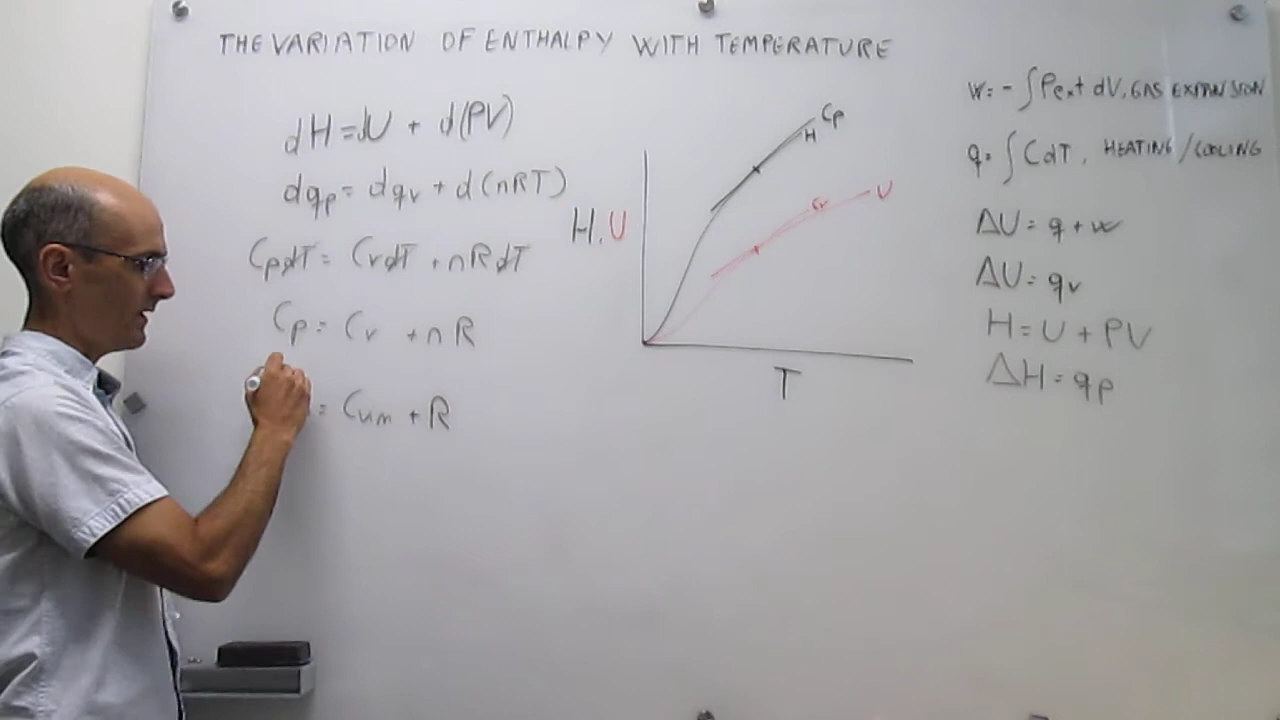 THE VARIATION OF ENTHALPY WITH TEMPERATURE
dH = dU + d(PV)
dqp = dqv + d(nRT)
CpdT = CvdT + nRdT
Cp = Cv + nR
= Cvm + R
H, U
Cp
H
Cv
U
T
W = - ∫Pext dV, GAS EXPANSION
q = ∫CdT, HEATING/COOLING
ΔU = q + w
ΔU = qv
H = U + PV
ΔH = qp